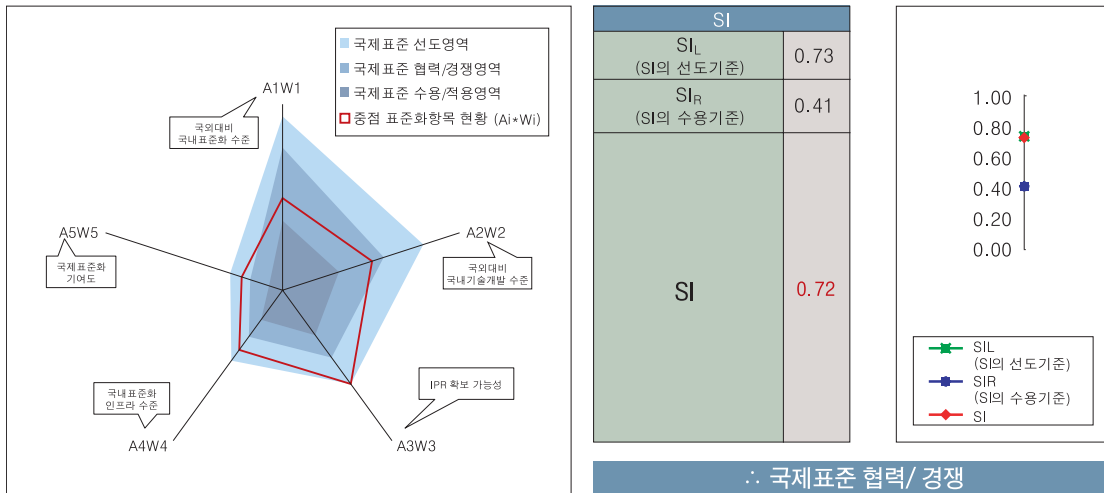 국제표준 선도영역
국제표준 협력/경쟁영역
국제표준 수용/적용영역
중점 표준화항목 현황 (Ai*Wi)
A1W1
국외대비
국내표준화 수준
A2W2
국외대비
국내기술개발 수준
A5W5
국제표준화
기여도
국내표준화
인프라 수준
A4W4
IPR 확보 가능성
A3W3
SI
SIL
(SI의 선도기준)
0.73
SIR
(SI의 수용기준)
0.41
SI
0.72
1.00
0.80
0.60
0.40
0.20
0.00
SIL
(SI의 선도기준)
SIR
(SI의 수용기준)
SI
∴ 국제표준 협력/ 경쟁